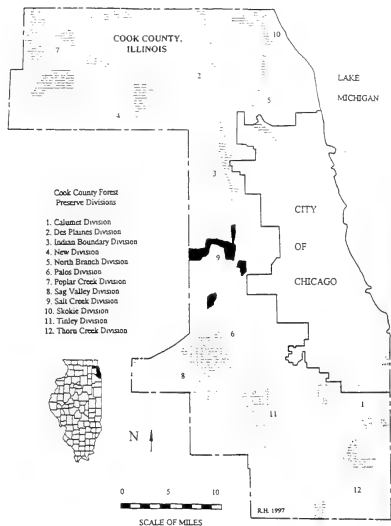 COOK COUNTY,
ILLINOIS
10
7
2
LAKE
MICHIGAN
5
4
3
Cook County Forest
Preserve Divisions
1. Calumet Division
2. Des Plaines Division
3. Indian Boundary Division
4. New Division
5. North Branch Division
6. Palos Division
7. Poplar Creek Division
8. Sag Valley Division
9. Salt Creek Division
10. Skokie Division
11. Tinley Division
12. Thorn Creek Division
CITY
OF
CHICAGO
9
6
8
11
1
N
12
0 5 10
SCALE OF MILES
R.H. 1997